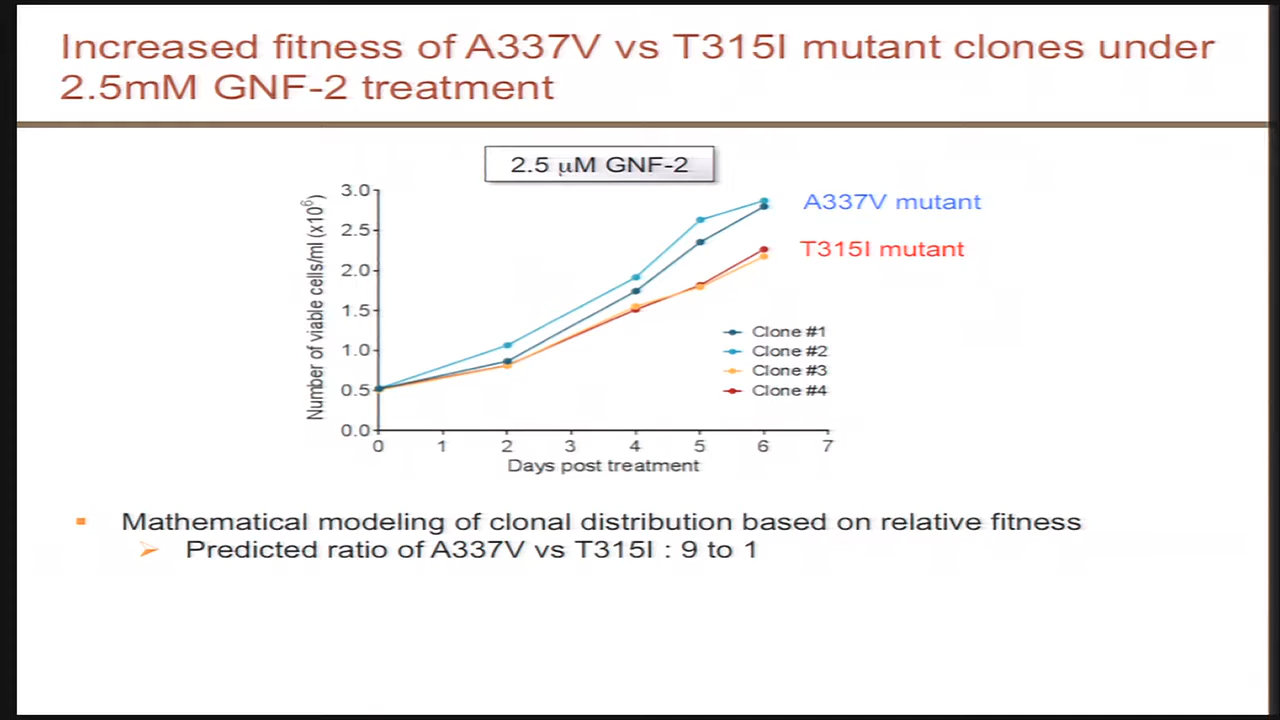 Increased fitness of A337V vs T315I mutant clones under
2.5mM GNF-2 treatment
2.5 μM GNF-2
Number of viable cells/ml (x10⁶)
3.0
2.5
2.0
1.5
1.0
0.5
0.0
0 1 2 3 4 5 6 7
Days post treatment
A337V mutant
T315I mutant
Clone #1
Clone #2
Clone #3
Clone #4
Mathematical modeling of clonal distribution based on relative fitness
Predicted ratio of A337V vs T315I : 9 to 1